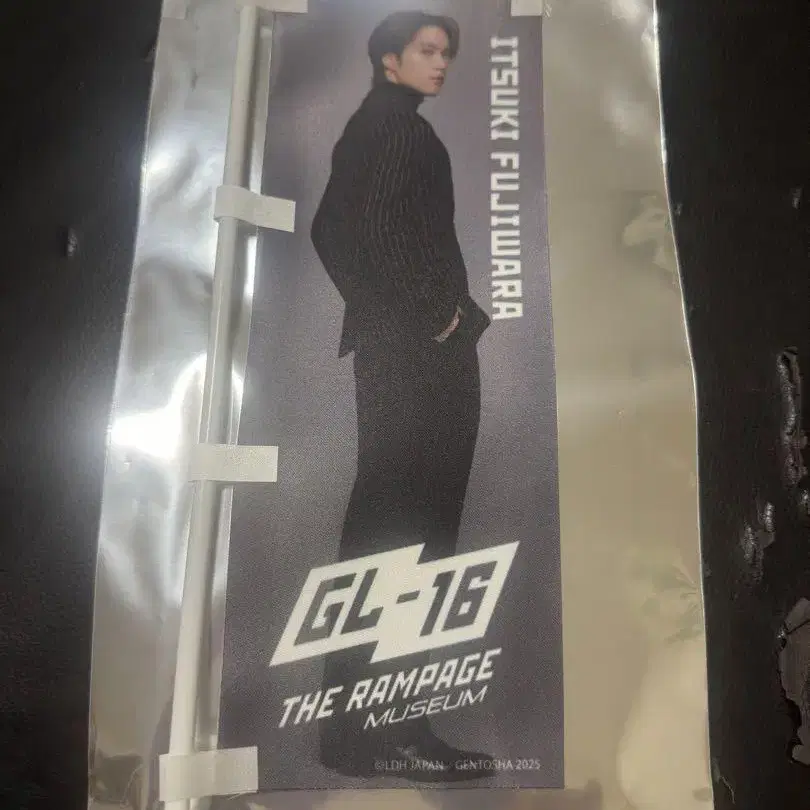 ITSUKI FUJIWARA
GL-16
THE RAMPAGE
MUSEUM
©LDH JAPAN GENTOSHA 2025